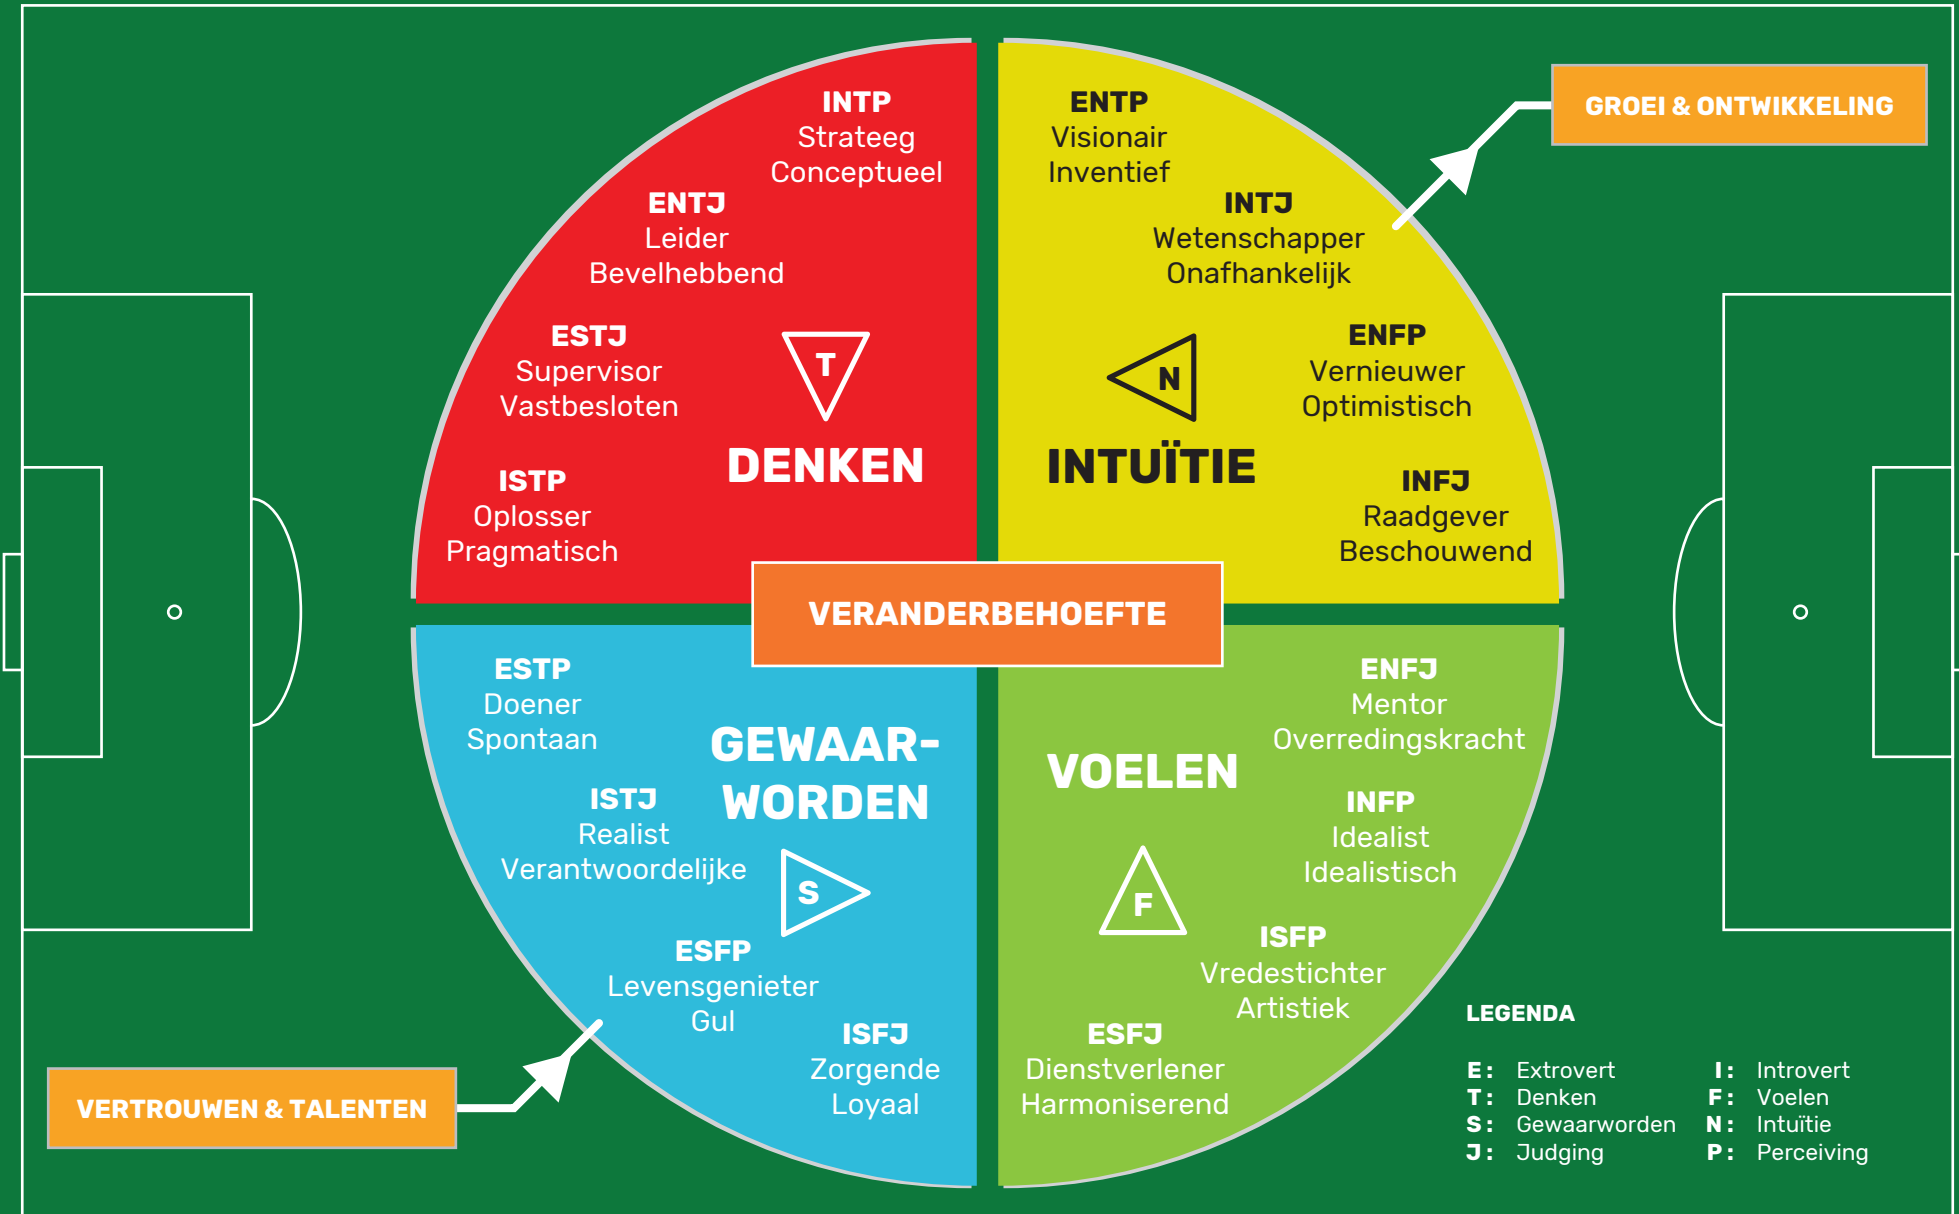 GROEI & ONTWIKKELING
INTP
Strateeg
Conceptueel
ENTJ
Leider
Bevelhebbend
ESTJ
Supervisor
Vastbesloten
ISTP
Oplosser
Pragmatisch
T
DENKEN
ENTP
Visionair
Inventief
INTJ
Wetenschapper
Onafhankelijk
ENFP
Vernieuwer
Optimistisch
INFJ
Raadgever
Beschouwend
N
INTUÏTIE
VERANDERBEHOEFTE
ESTP
Doener
Spontaan
ISTJ
Realist
Verantwoordelijke
ESFP
Levensgenieter
Gul
ISFJ
Zorgende
Loyaal
GEWAAR-
WORDEN
S
VOELEN
F
ENFJ
Mentor
Overredingskracht
INFP
Idealist
Idealistisch
ISFP
Vredestichter
Artistiek
ESFJ
Dienstverlener
Harmoniserend
VERTROUWEN & TALENTEN
LEGENDA
E: Extrovert I: Introvert
T: Denken F: Voelen
S: Gewaarworden N: Intuïtie
J: Judging P: Perceiving